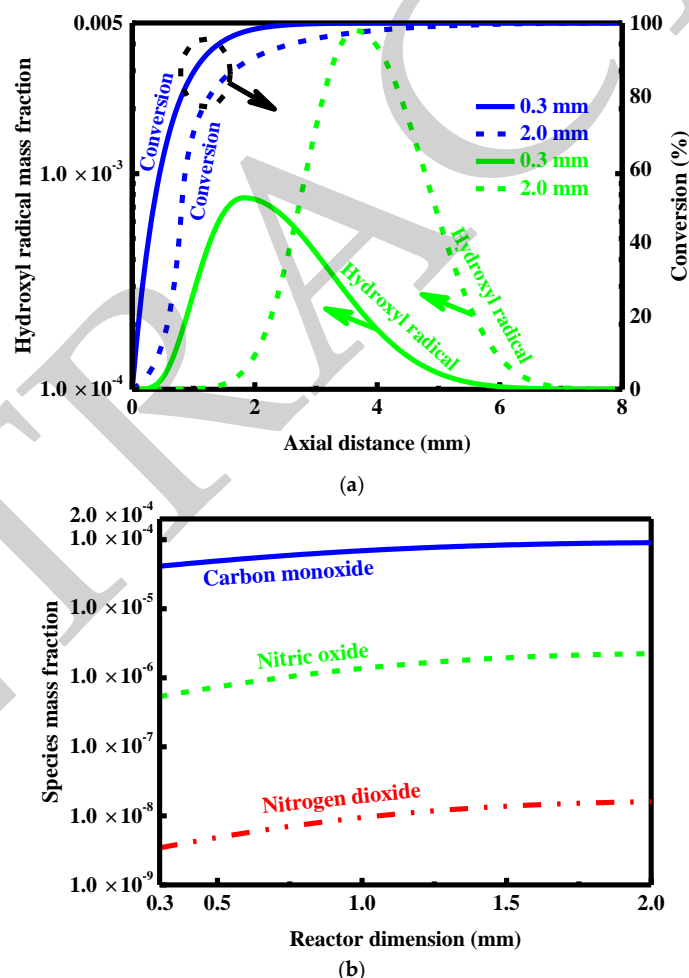 0.005
1.0 × 10⁻³
1.0 × 10⁻⁴
Hydroxyl radical mass fraction
100
80
60
40
20
0
Conversion (%)
Conversion
Conversion
0.3 mm
2.0 mm
0.3 mm
2.0 mm
Hydroxyl radical
Hydroxyl radical
0
2
4
6
8
Axial distance (mm)
(a)
2.0 × 10⁻⁴
1.0 × 10⁻⁴
1.0 × 10⁻⁵
1.0 × 10⁻⁶
1.0 × 10⁻⁷
1.0 × 10⁻⁸
1.0 × 10⁻⁹
Species mass fraction
Carbon monoxide
Nitric oxide
Nitrogen dioxide
0.3
0.5
1.0
1.5
2.0
Reactor dimension (mm)
(b)